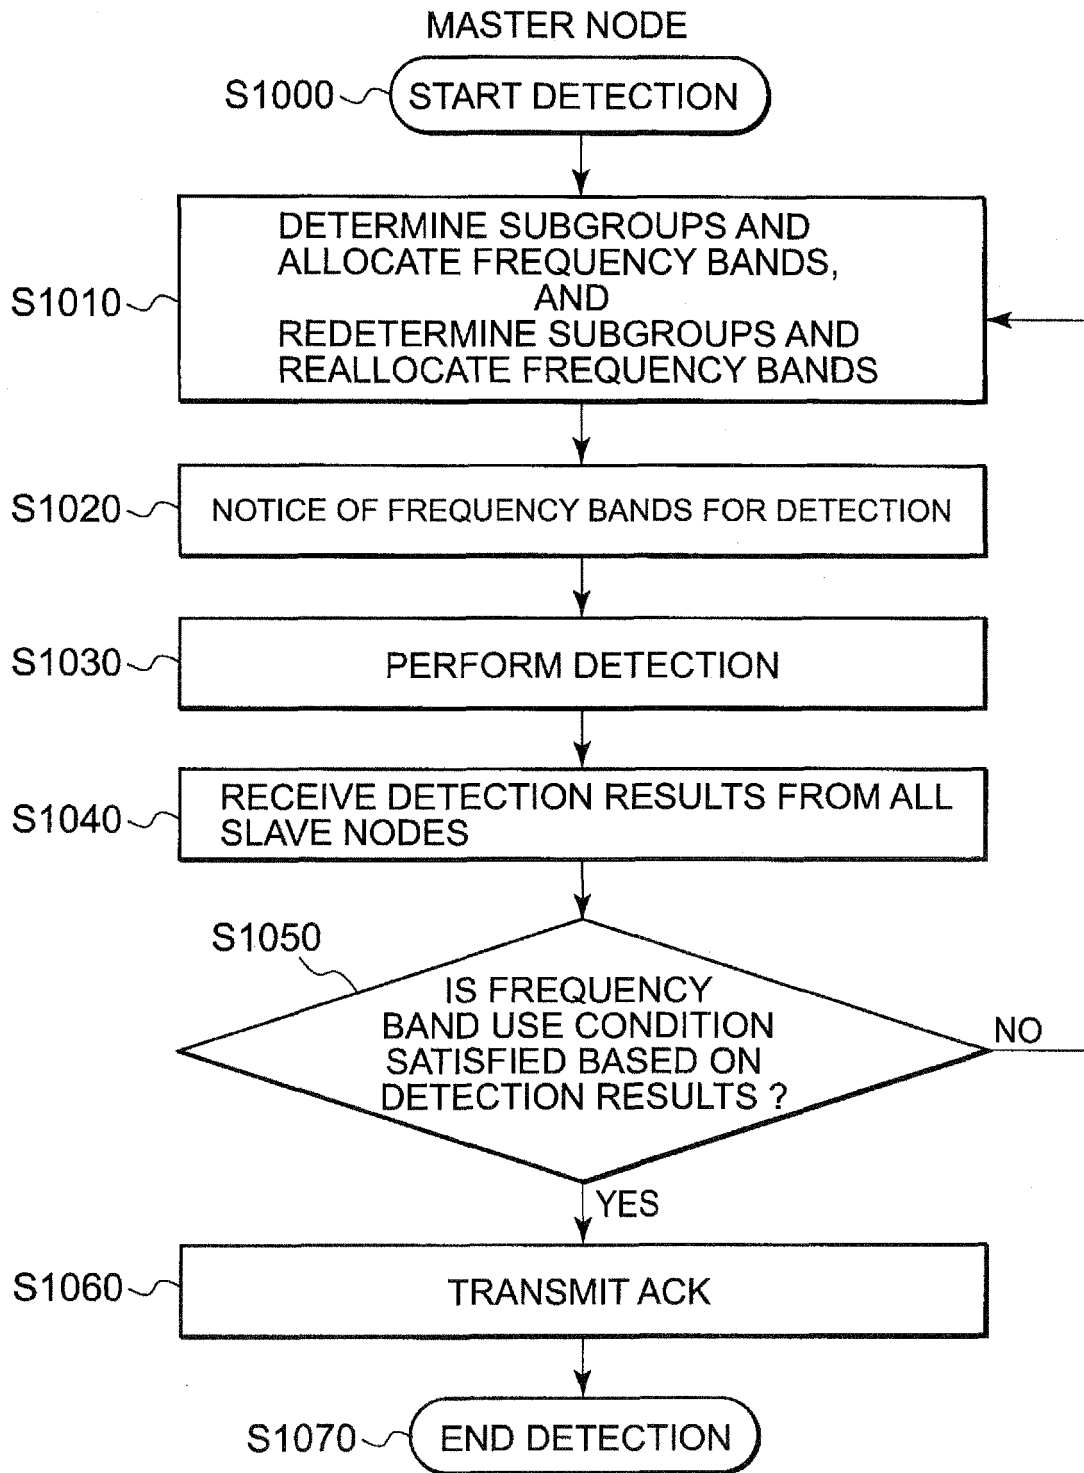 MASTER NODE
S1000
START DETECTION
S1010
DETERMINE SUBGROUPS AND
ALLOCATE FREQUENCY BANDS,
AND
REDETERMINE SUBGROUPS AND
REALLOCATE FREQUENCY BANDS
S1020
NOTICE OF FREQUENCY BANDS FOR DETECTION
S1030
PERFORM DETECTION
S1040
RECEIVE DETECTION RESULTS FROM ALL
SLAVE NODES
S1050
IS FREQUENCY
BAND USE CONDITION
SATISFIED BASED ON
DETECTION RESULTS ?
NO
YES
S1060
TRANSMIT ACK
S1070
END DETECTION